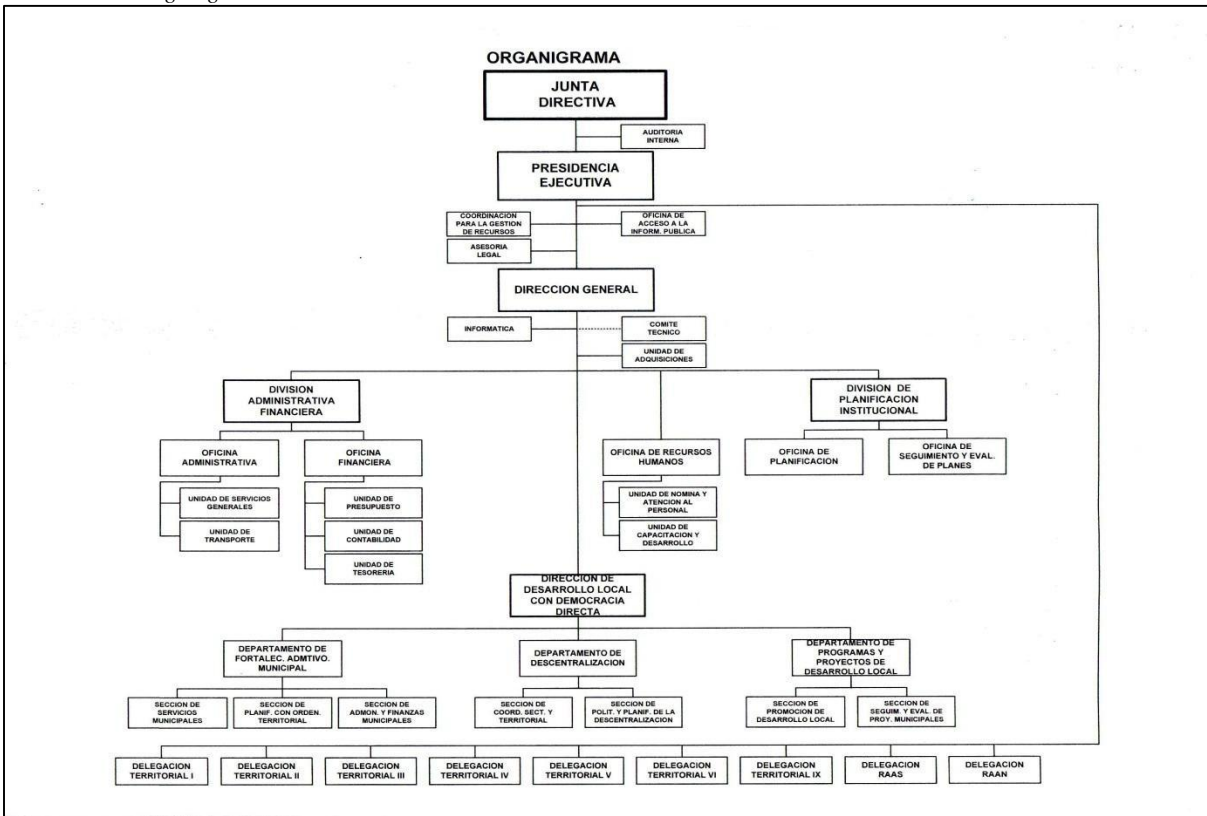 ORGANIGRAMA
JUNTA
DIRECTIVA
AUDITORIA
INTERNA
PRESIDENCIA
EJECUTIVA
COORDINACION
PARA LA GESTION
DE RECURSOS
OFICINA DE
ACCESO A LA
INFORM. PUBLICA
ASESORIA
LEGAL
DIRECCION GENERAL
INFORMATICA
COMITE
TECNICO
UNIDAD DE
ADQUISICIONES
DIVISION
ADMINISTRATIVA
FINANCIERA
DIVISION DE
PLANIFICACION
INSTITUCIONAL
OFICINA
ADMINISTRATIVA
OFICINA
FINANCIERA
OFICINA DE RECURSOS
HUMANOS
OFICINA DE
PLANIFICACION
OFICINA DE
SEGUIMIENTO Y EVAL.
DE PLANES
UNIDAD DE SERVICIOS
GENERALES
UNIDAD DE
TRANSPORTE
UNIDAD DE
PRESUPUESTO
UNIDAD DE
CONTABILIDAD
UNIDAD DE
TESORERIA
UNIDAD DE NOMINA Y
ATENCION AL
PERSONAL
UNIDAD DE
CAPACITACION Y
DESARROLLO
DIRECCION DE
DESARROLLO LOCAL
CON DEMOCRACIA
DIRECTA
DEPARTAMENTO DE
FORTALEC. ADMTIVO.
MUNICIPAL
DEPARTAMENTO DE
DESCENTRALIZACION
DEPARTAMENTO DE
PROGRAMAS Y
PROYECTOS DE
DESARROLLO LOCAL
SECCION DE
SERVICIOS
MUNICIPALES
SECCION DE
PLANIF. CON ORDEN.
TERRITORIAL
SECCION DE
ADMON. Y FINANZAS
MUNICIPALES
SECCION DE
COORD. SECT. Y
TERRITORIAL
SECCION DE
POLIT. Y PLANIF. DE LA
DESCENTRALIZACION
SECCION DE
PROMOCION DE
DESARROLLO LOCAL
SECCION DE
SEGUIM. Y EVAL. DE
PROY. MUNICIPALES
DELEGACION
TERRITORIAL I
DELEGACION
TERRITORIAL II
DELEGACION
TERRITORIAL III
DELEGACION
TERRITORIAL IV
DELEGACION
TERRITORIAL V
DELEGACION
TERRITORIAL VI
DELEGACION
TERRITORIAL IX
DELEGACION
RAAS
DELEGACION
RAAN